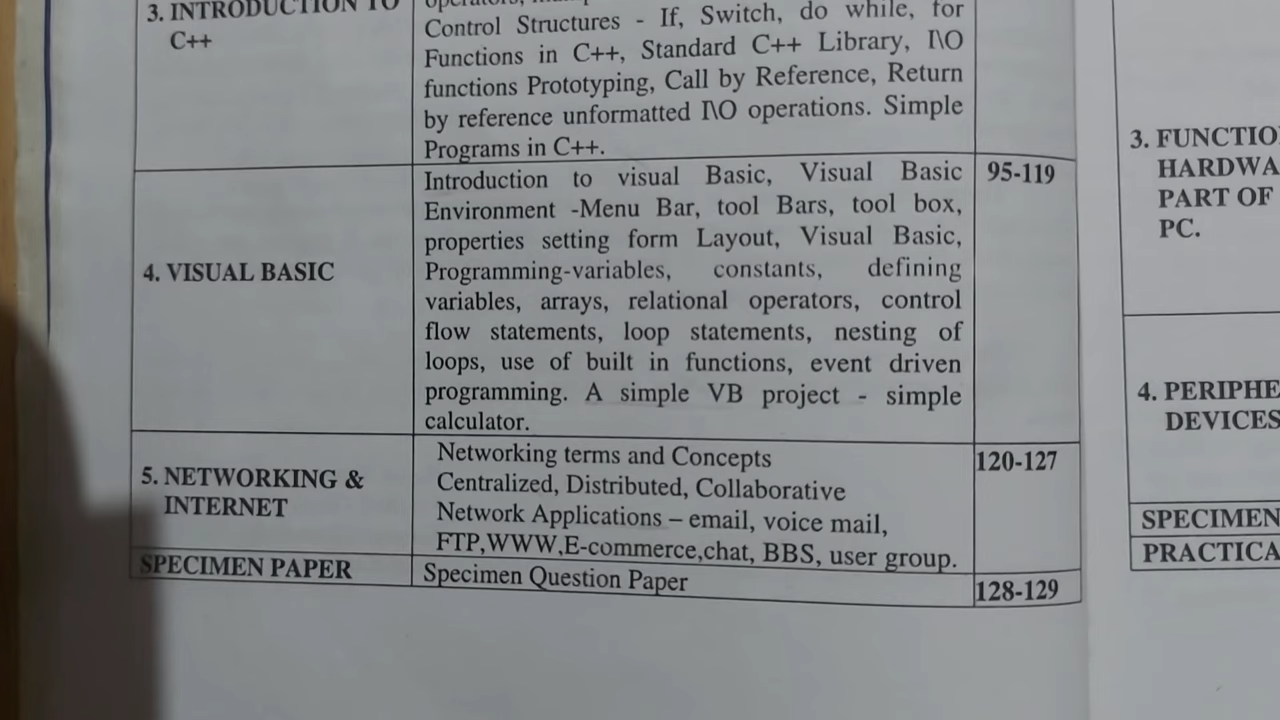 3. INTRODUCTION TO
C++
Control Structures - If, Switch, do while, for
Functions in C++, Standard C++ Library, I\O
functions Prototyping, Call by Reference, Return
by reference unformatted I\O operations. Simple
Programs in C++.
4. VISUAL BASIC
Introduction to visual Basic, Visual Basic
Environment -Menu Bar, tool Bars, tool box,
properties setting form Layout, Visual Basic,
Programming-variables, constants, defining
variables, arrays, relational operators, control
flow statements, loop statements, nesting of
loops, use of built in functions, event driven
programming. A simple VB project - simple
calculator.
95-119
5. NETWORKING &
INTERNET
Networking terms and Concepts
Centralized, Distributed, Collaborative
Network Applications – email, voice mail,
FTP,WWW,E-commerce,chat, BBS, user group.
120-127
SPECIMEN PAPER
Specimen Question Paper
128-129
3. FUNCTIO
HARDWA
PART OF
PC.
4. PERIPHE
DEVICES
SPECIMEN
PRACTICA